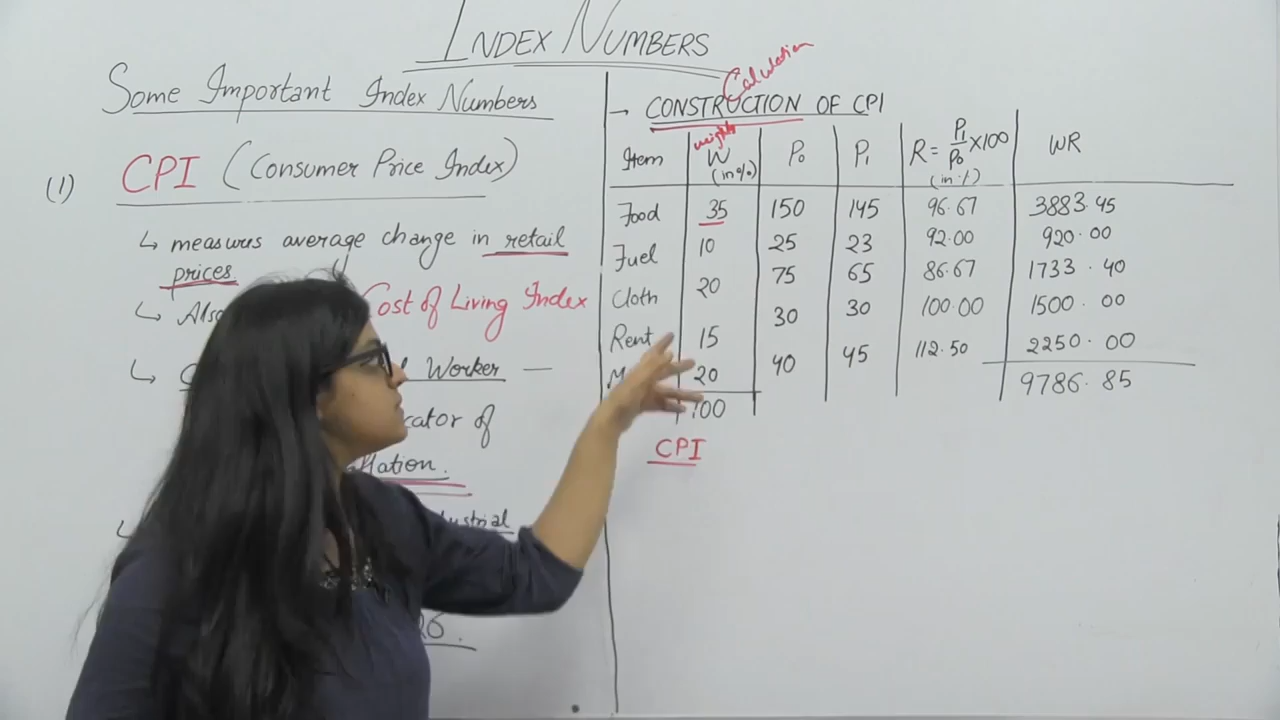 INDEX NUMBERS
Some Important Index Numbers
(1) CPI (Consumer Price Index)
↳ measures average change in retail
prices
↳ Cost of Living Index
↳ Worker —
of
.
Calculation
→ CONSTRUCTION OF CPI
weights
Item W (in %) P₀ P₁ R = P₁/P₀ × 100 (in %) WR
Food 35 150 145 96.67 3883.45
Fuel 10 25 23 92.00 920.00
Cloth 20 75 65 86.67 1733.40
Rent 15 30 30 100.00 1500.00
20 40 45 112.50 2250.00
100 9786.85
CPI